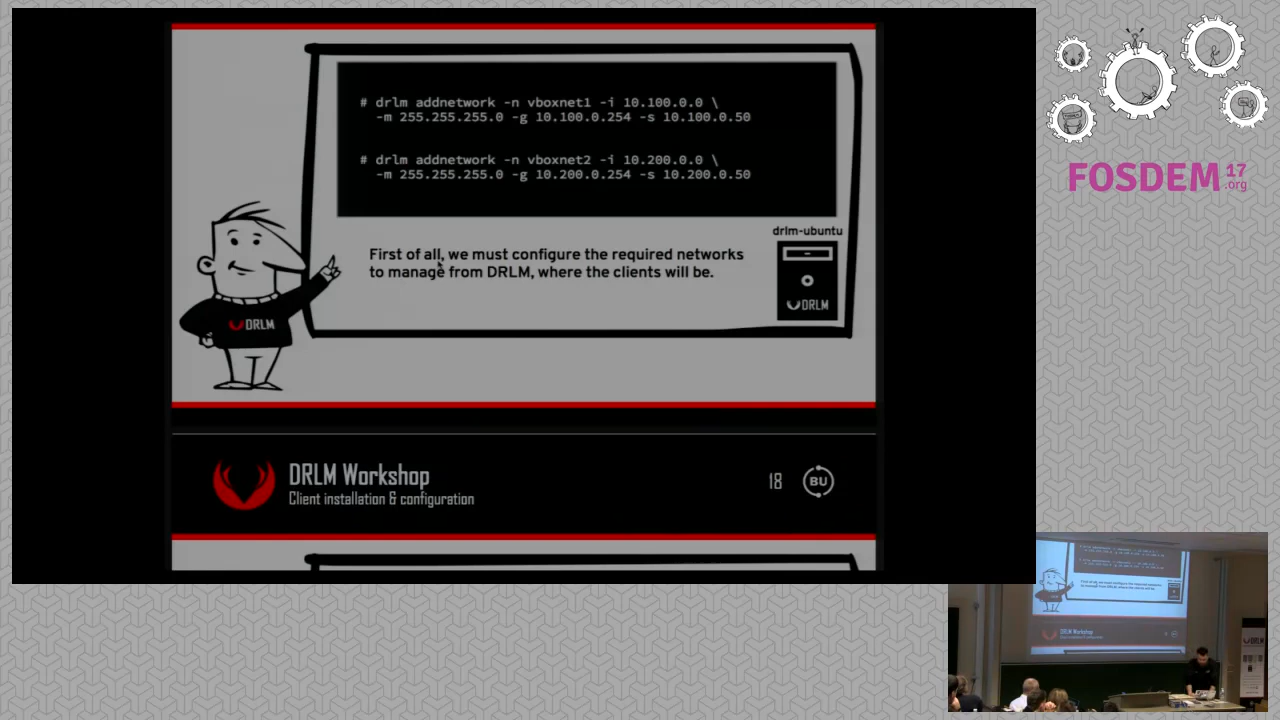 # drlm addnetwork -n vboxnet1 -i 10.100.0.0 \
-m 255.255.255.0 -g 10.100.0.254 -s 10.100.0.50
# drlm addnetwork -n vboxnet2 -i 10.200.0.0 \
-m 255.255.255.0 -g 10.200.0.254 -s 10.200.0.50
drlm-ubuntu
First of all, we must configure the required networks
to manage from DRLM, where the clients will be.
DRLM
DRLM
DRLM Workshop
Client installation & configuration
18
BU
FOSDEM 17
.org
DRLM Workshop
DRLM